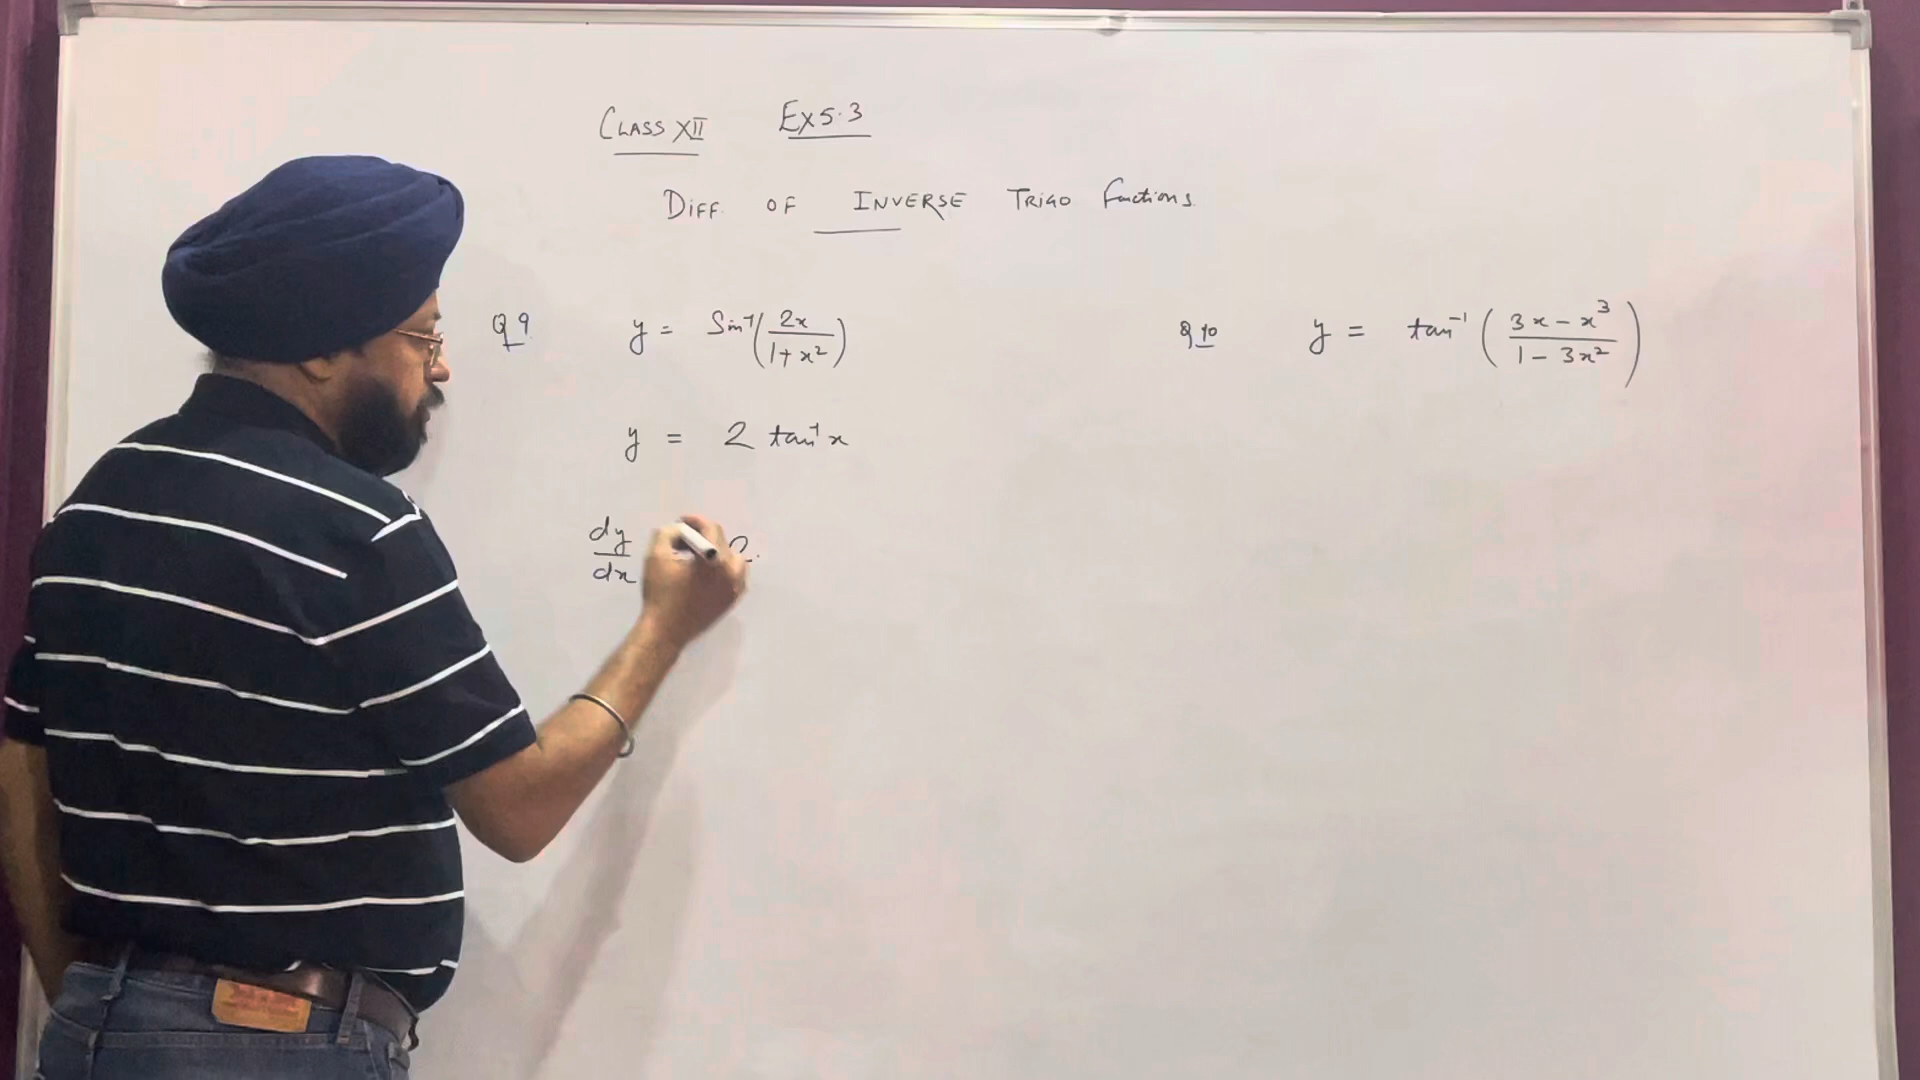 CLASS XII EX 5.3
DIFF. OF INVERSE TRIGO Functions.
Q 9. y = Sin⁻¹(2x / 1+x²)
y = 2 tan⁻¹x
dy/dx = 2.
Q 10 y = tan⁻¹(3x − x³ / 1 − 3x²)